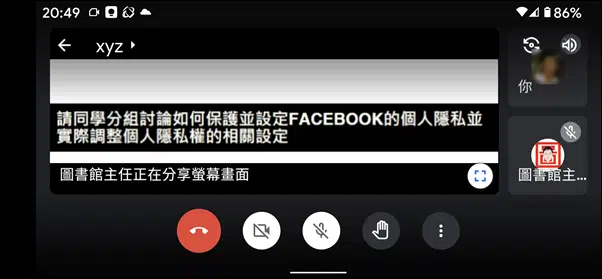 20:49
86%
xyz
請同學分組討論如何保護並設定FACEBOOK的個人隱私並
實際調整個人隱私權的相關設定
圖書館主任正在分享螢幕畫面
你
圖書館主...